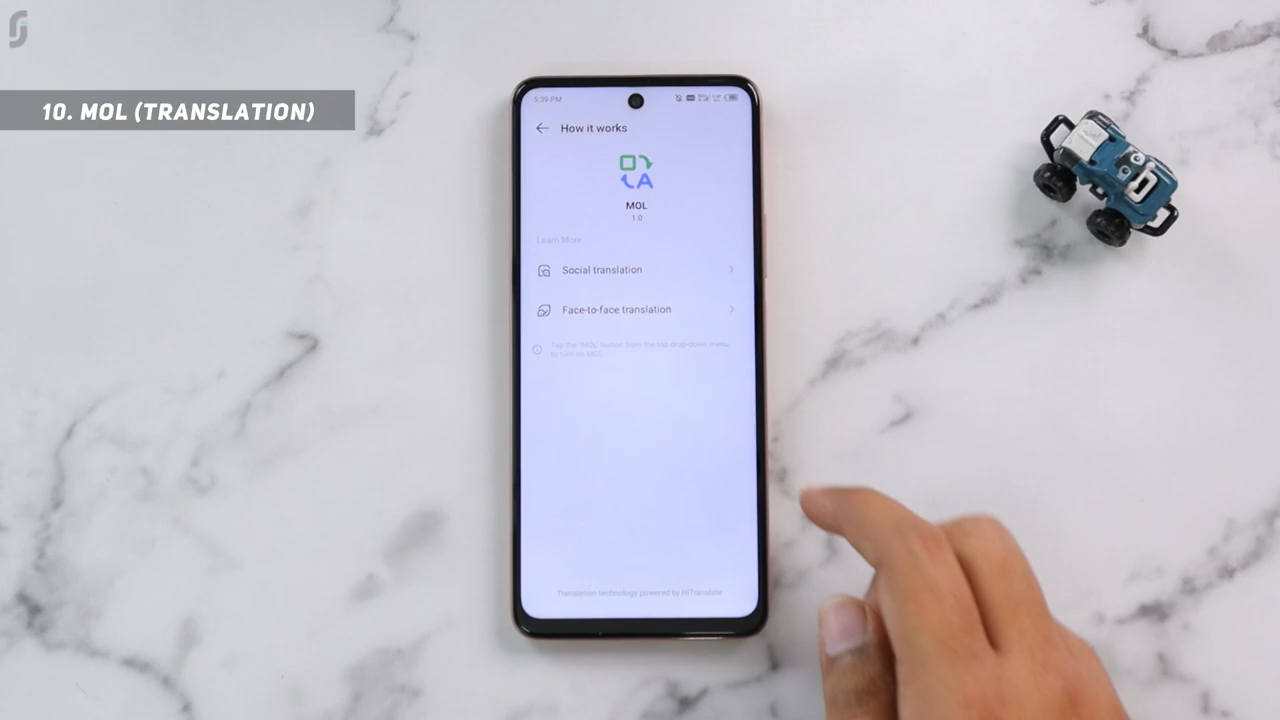 10. MOL (TRANSLATION)
5:39 PM
How it works
MOL
1.0
Learn More
Social translation
Face-to-face translation
Tap the 'MOL' button from the top drop-down menu
to turn on MOL.
Translation technology powered by HiTranslate